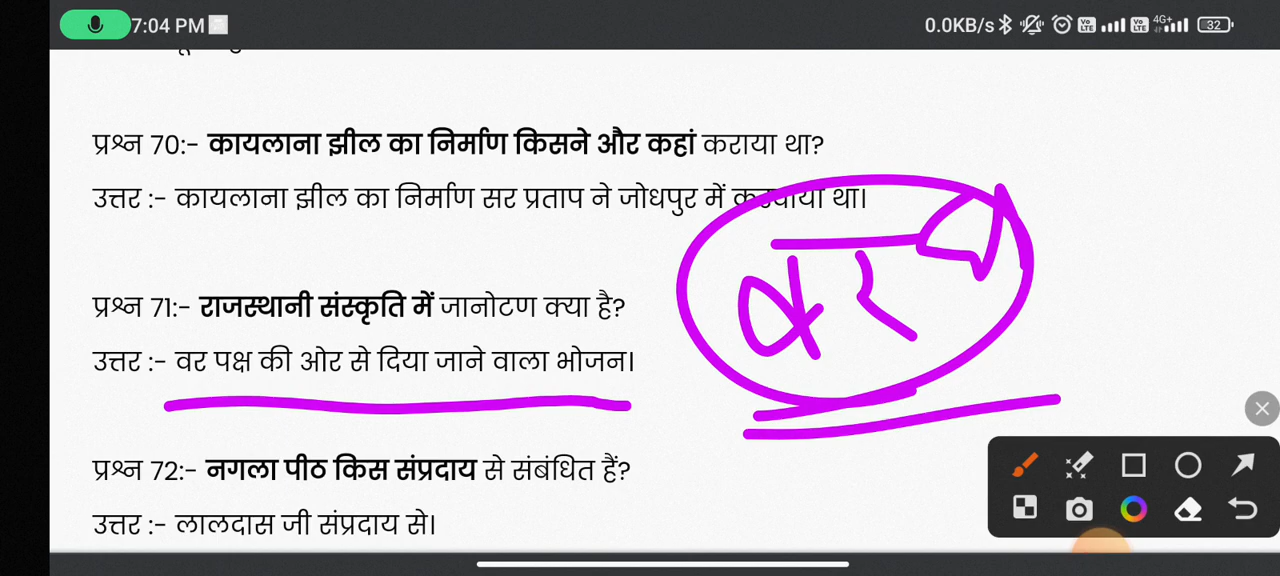 7:04 PM 0.0KB/s 4G+ 32
प्रश्न 70:- कायलाना झील का निर्माण किसने और कहां कराया था?
उत्तर :- कायलाना झील का निर्माण सर प्रताप ने जोधपुर में करवाया था।
प्रश्न 71:- राजस्थानी संस्कृति में जानोटण क्या है?
उत्तर :- वर पक्ष की ओर से दिया जाने वाला भोजन।
वर
प्रश्न 72:- नगला पीठ किस संप्रदाय से संबंधित हैं?
उत्तर :- लालदास जी संप्रदाय से।